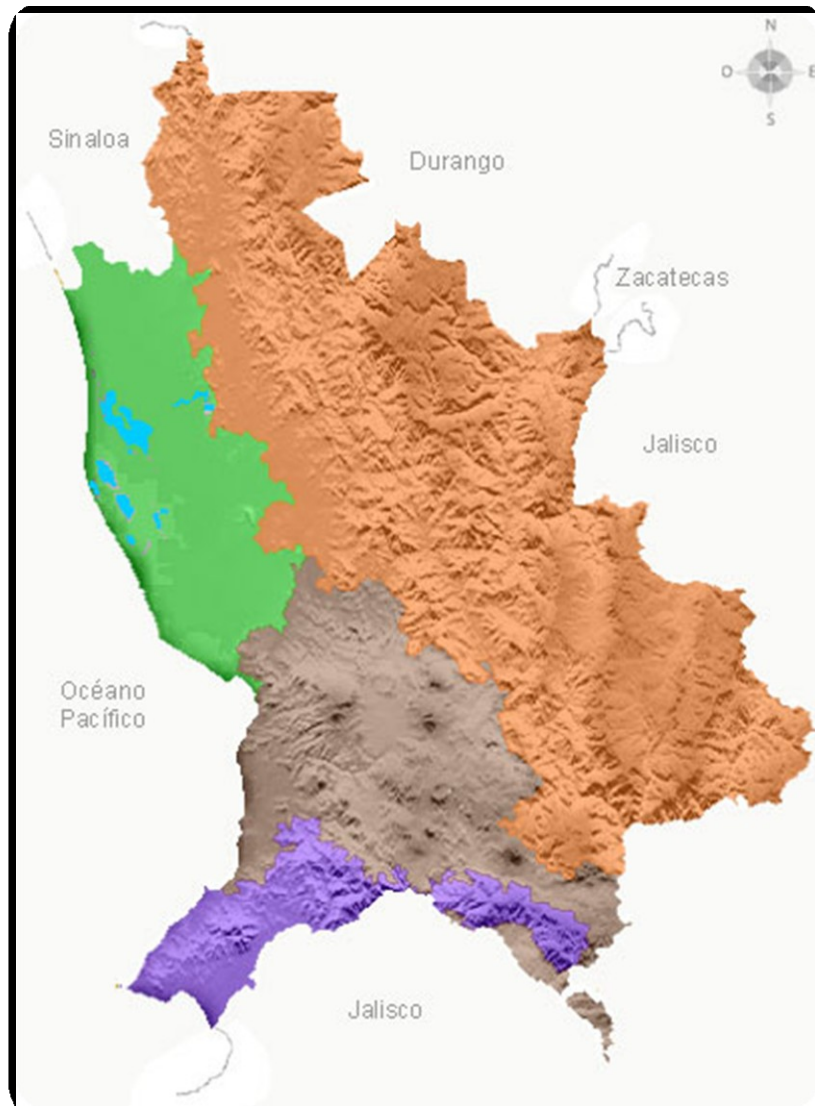 N
O
E
S
Sinaloa
Durango
Zacatecas
Jalisco
Océano
Pacífico
Jalisco